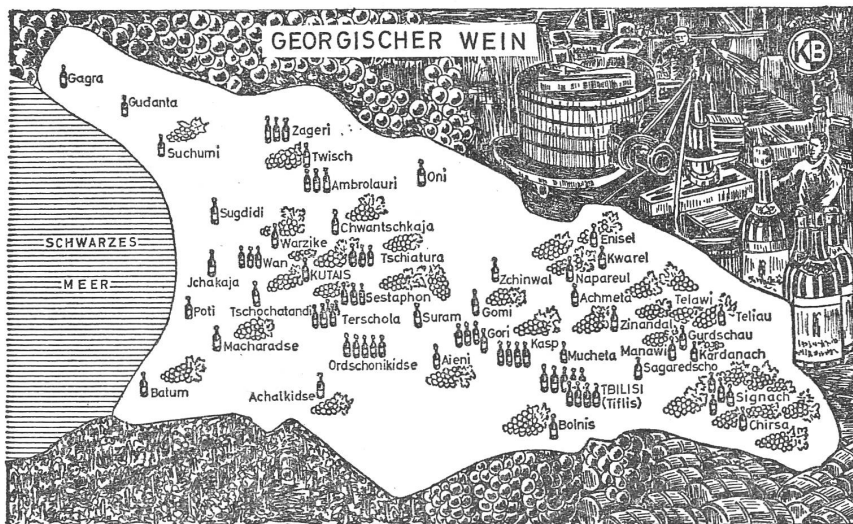 GEORGISCHER WEIN
KB
Gagra
Gudanta
Suchumi
Zageri
Twisch
Ambrolauri
Oni
Sugdidi
Chwantschkaja
Warzike
Enisel
SCHWARZES
MEER
Wan
Tschiatura
Kwarel
Jchakaja
KUTAIS
Zchinwal
Napareul
Sestaphon
Achmeta
Telawi
Poti
Tschochatandi
Terschola
Suram
Gomi
Zinandal
Teliau
Macharadse
Gori
Kasp
Gurdschau
Ordschonikidse
Aieni
Muchela
Manawi
Kardanach
Sagaredscho
Batum
Achalkidse
TBILISI
(Tiflis)
Signach
Bolnis
Chirsa